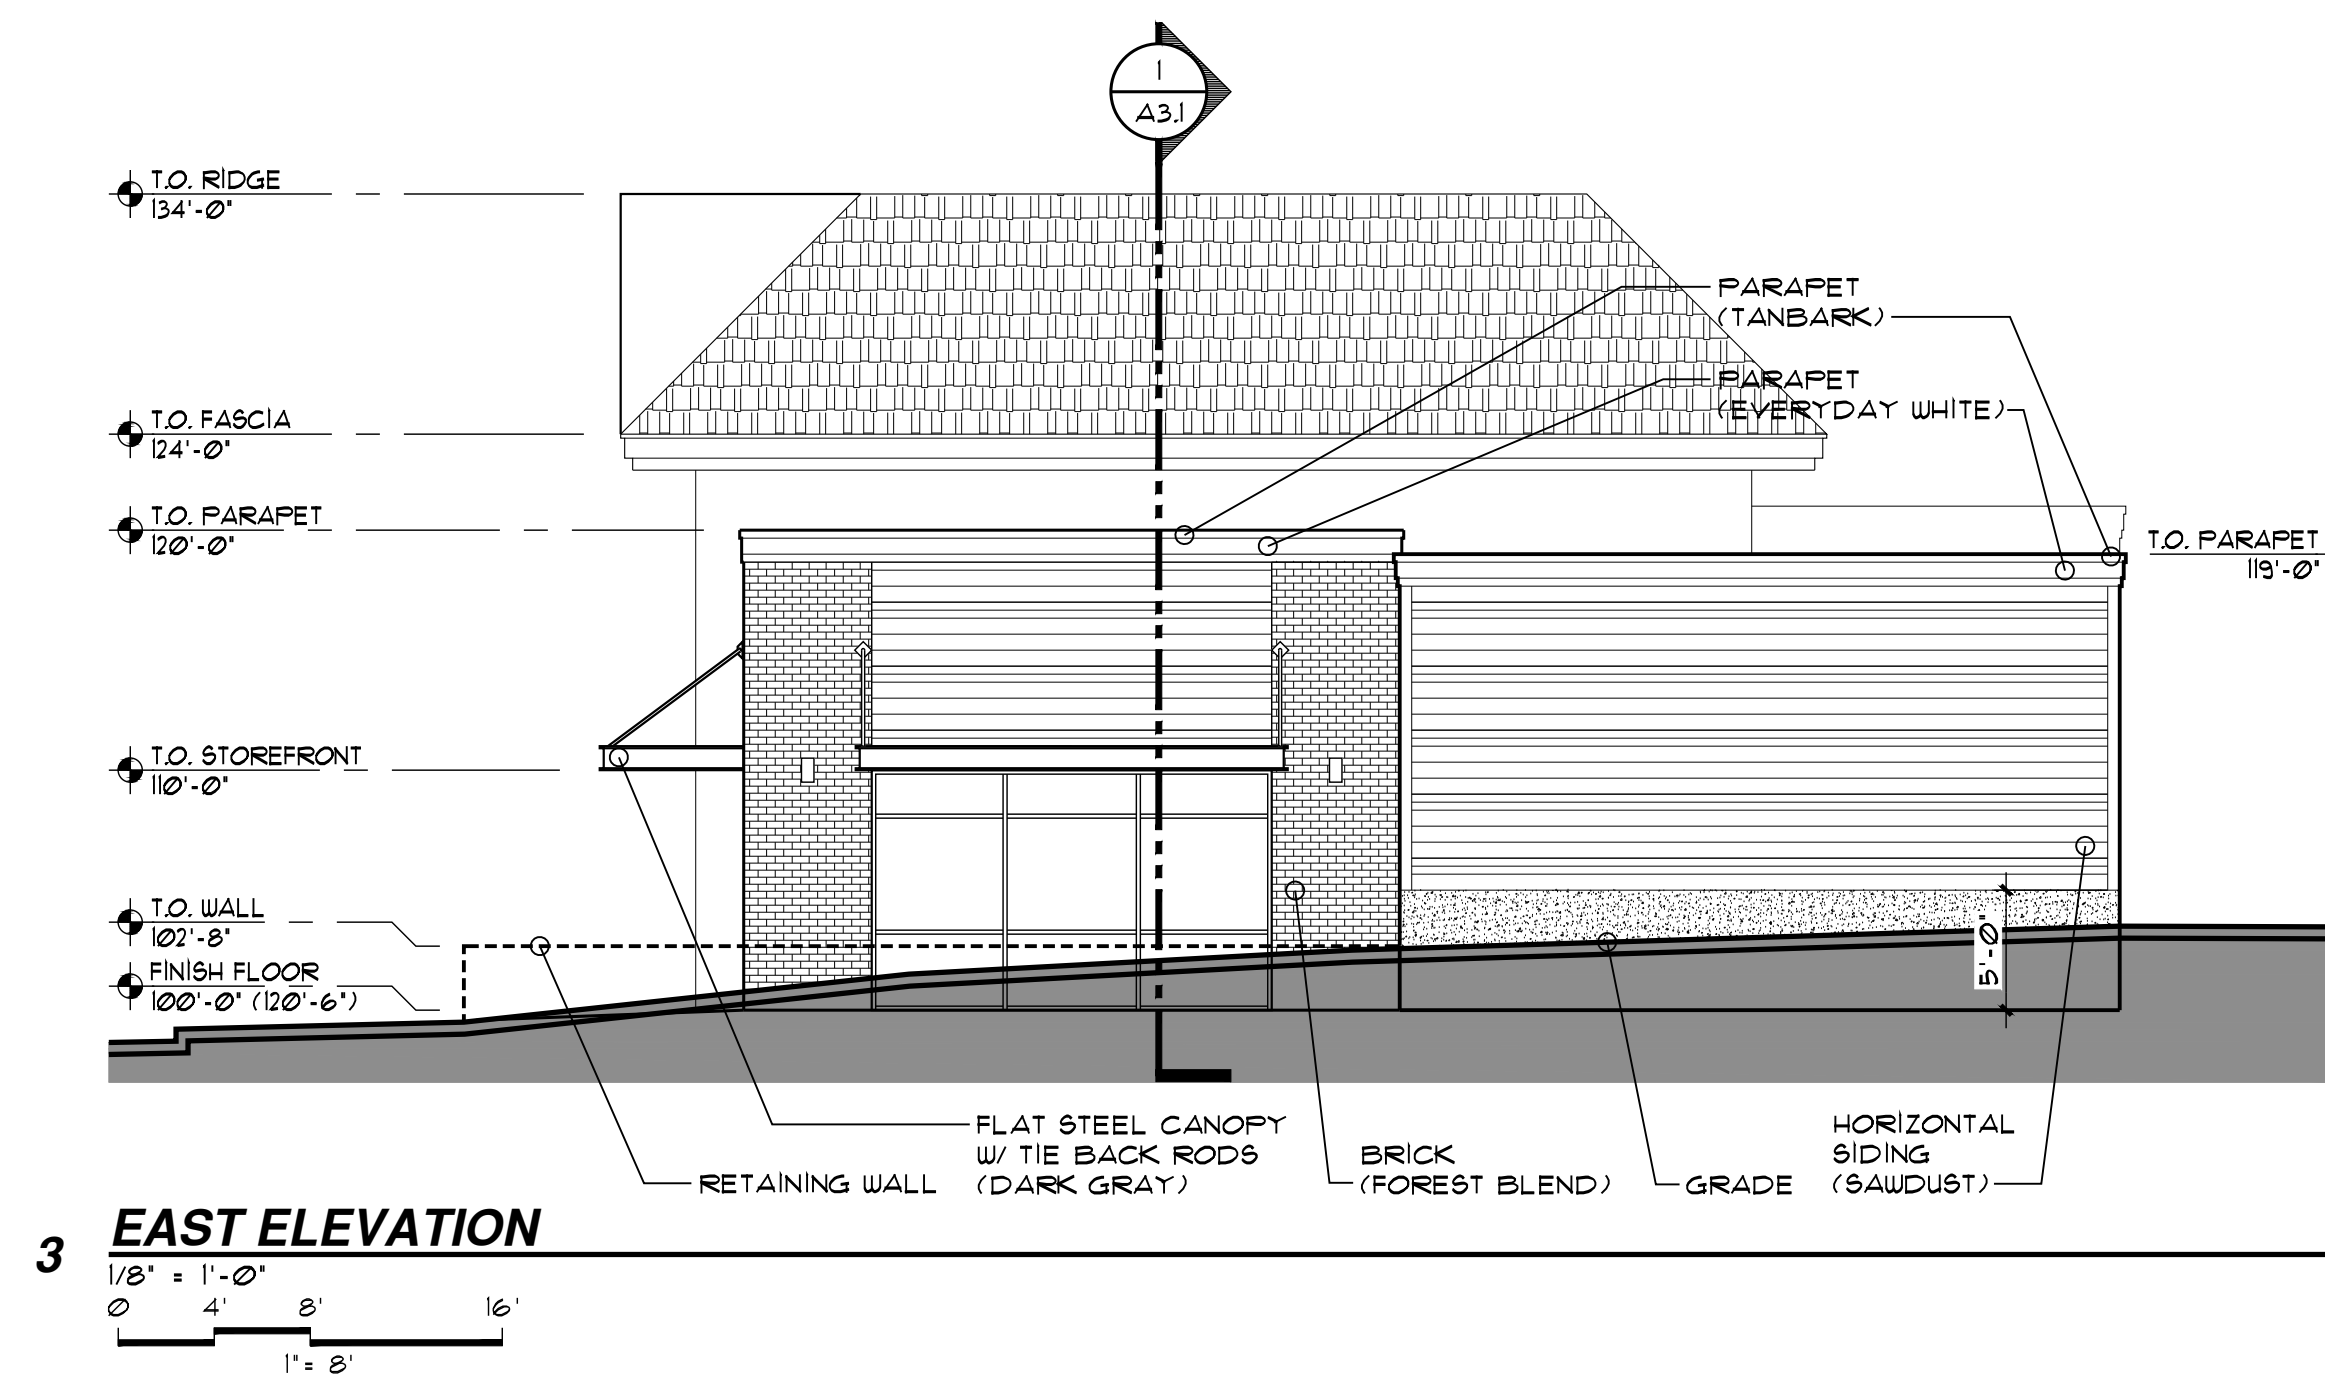 1
A3.1
T.O. RIDGE
134'-0"
PARAPET
(TANBARK)
PARAPET
(EVERYDAY WHITE)
T.O. FASCIA
124'-0"
T.O. PARAPET
120'-0"
T.O. PARAPET
119'-0"
T.O. STOREFRONT
110'-0"
T.O. WALL
102'-8"
FINISH FLOOR
100'-0" (120'-6")
5'-0"
RETAINING WALL
FLAT STEEL CANOPY
W/ TIE BACK RODS
(DARK GRAY)
BRICK
(FOREST BLEND)
GRADE
HORIZONTAL
SIDING
(SAWDUST)
3 EAST ELEVATION
1/8" = 1'-0"
0 4' 8' 16'
1"= 8'